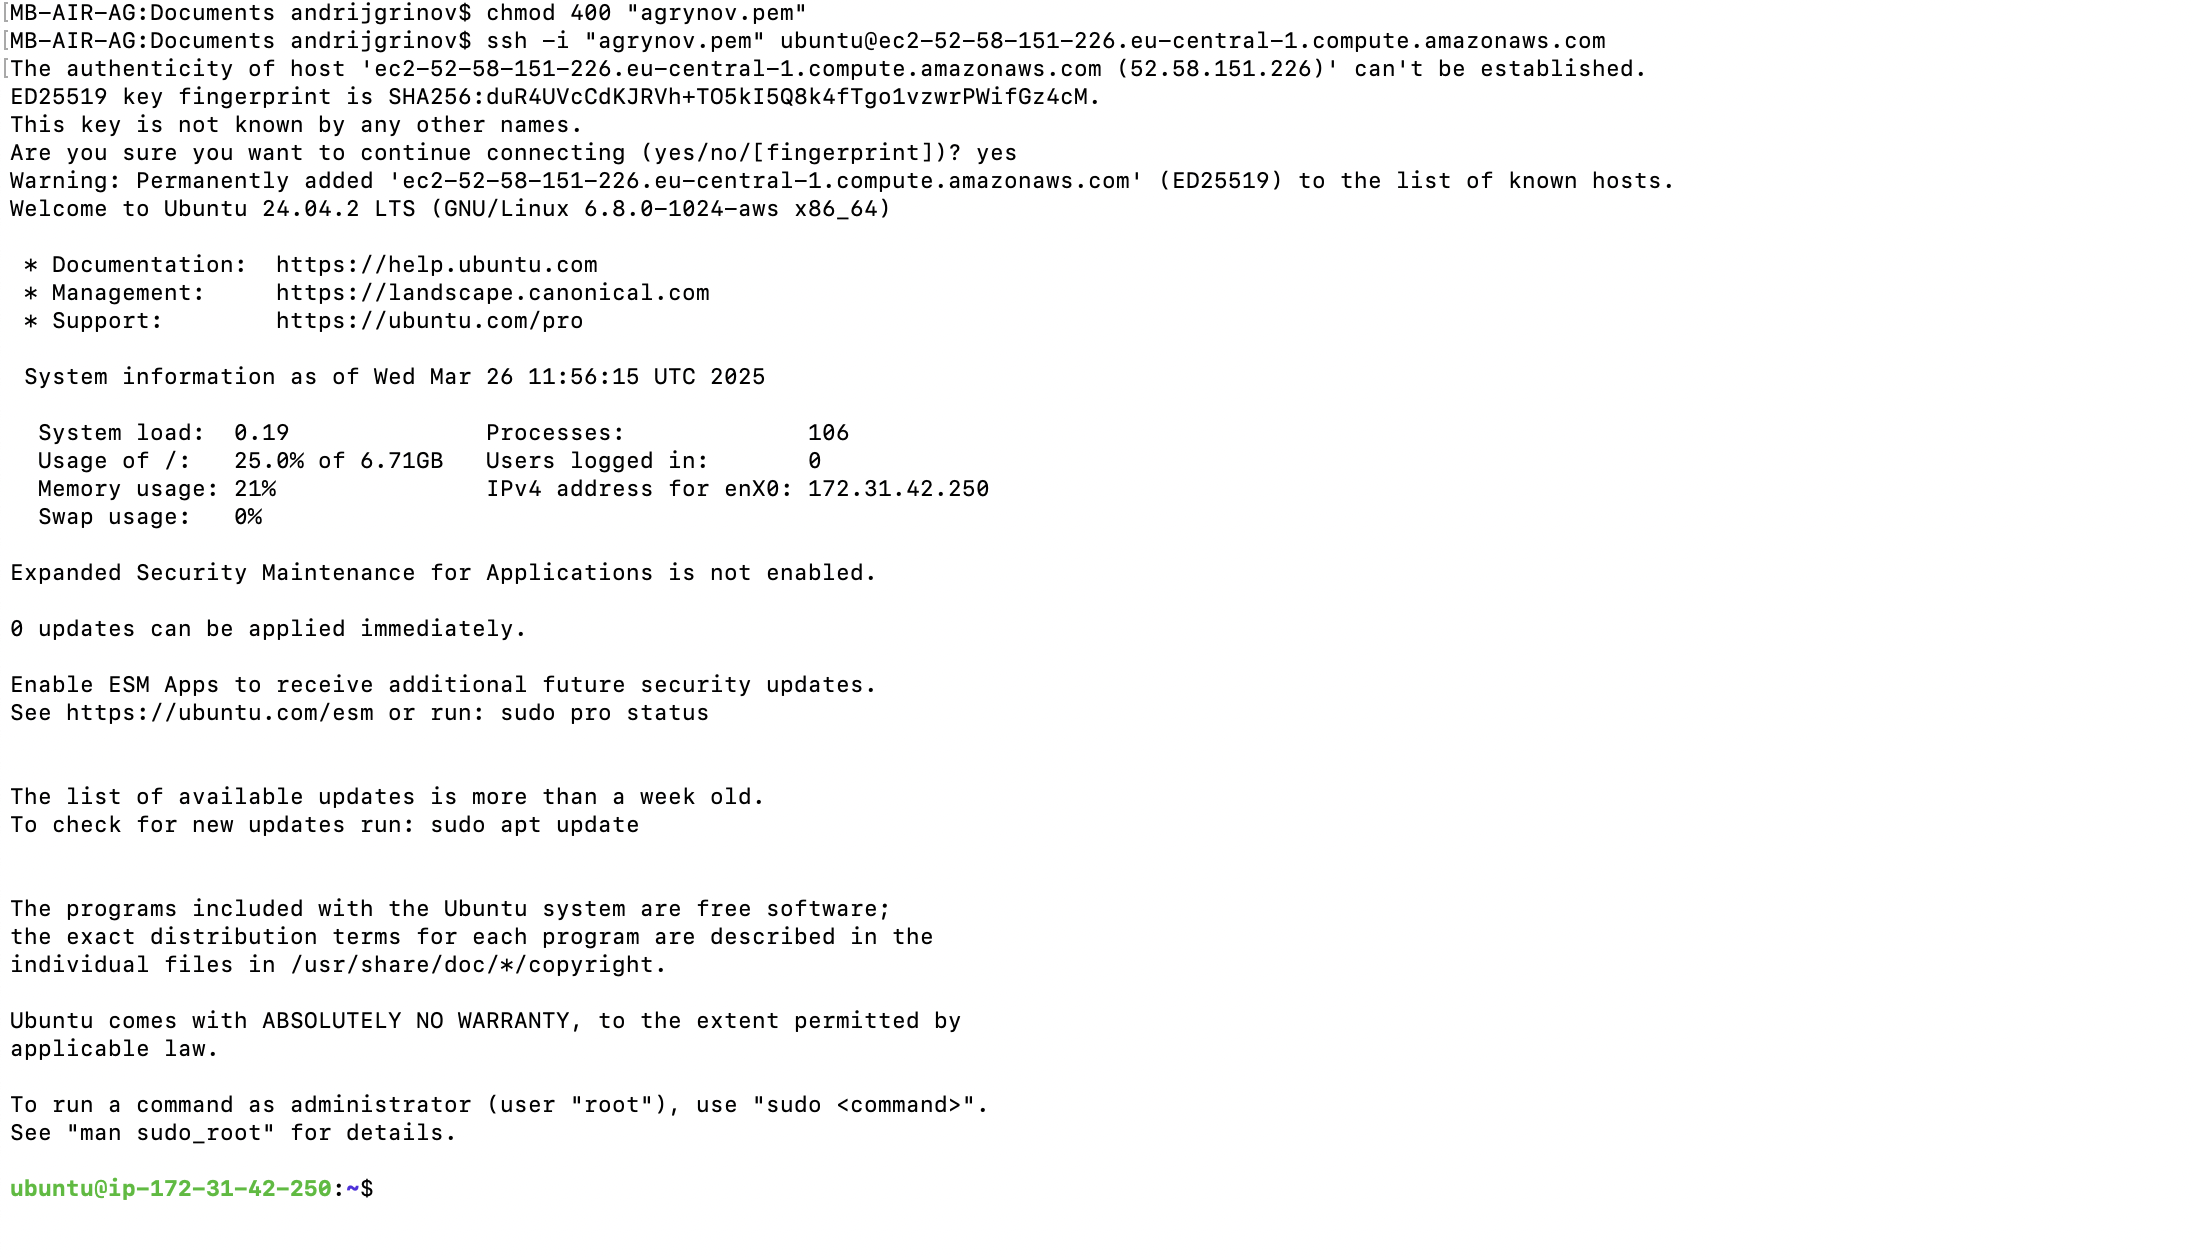 [MB-AIR-AG:Documents andrijgrinov$ chmod 400 "agrynov.pem"
[MB-AIR-AG:Documents andrijgrinov$ ssh -i "agrynov.pem" ubuntu@ec2-52-58-151-226.eu-central-1.compute.amazonaws.com
[The authenticity of host 'ec2-52-58-151-226.eu-central-1.compute.amazonaws.com (52.58.151.226)' can't be established.
ED25519 key fingerprint is SHA256:duR4UVcCdKJRVh+TO5kI5Q8k4fTgo1vzwrPWifGz4cM.
This key is not known by any other names.
Are you sure you want to continue connecting (yes/no/[fingerprint])? yes
Warning: Permanently added 'ec2-52-58-151-226.eu-central-1.compute.amazonaws.com' (ED25519) to the list of known hosts.
Welcome to Ubuntu 24.04.2 LTS (GNU/Linux 6.8.0-1024-aws x86_64)

 * Documentation:  https://help.ubuntu.com
 * Management:     https://landscape.canonical.com
 * Support:        https://ubuntu.com/pro

 System information as of Wed Mar 26 11:56:15 UTC 2025

  System load:  0.19              Processes:             106
  Usage of /:   25.0% of 6.71GB   Users logged in:       0
  Memory usage: 21%               IPv4 address for enX0: 172.31.42.250
  Swap usage:   0%

Expanded Security Maintenance for Applications is not enabled.

0 updates can be applied immediately.

Enable ESM Apps to receive additional future security updates.
See https://ubuntu.com/esm or run: sudo pro status


The list of available updates is more than a week old.
To check for new updates run: sudo apt update


The programs included with the Ubuntu system are free software;
the exact distribution terms for each program are described in the
individual files in /usr/share/doc/*/copyright.

Ubuntu comes with ABSOLUTELY NO WARRANTY, to the extent permitted by
applicable law.

To run a command as administrator (user "root"), use "sudo <command>".
See "man sudo_root" for details.

ubuntu@ip-172-31-42-250:~$